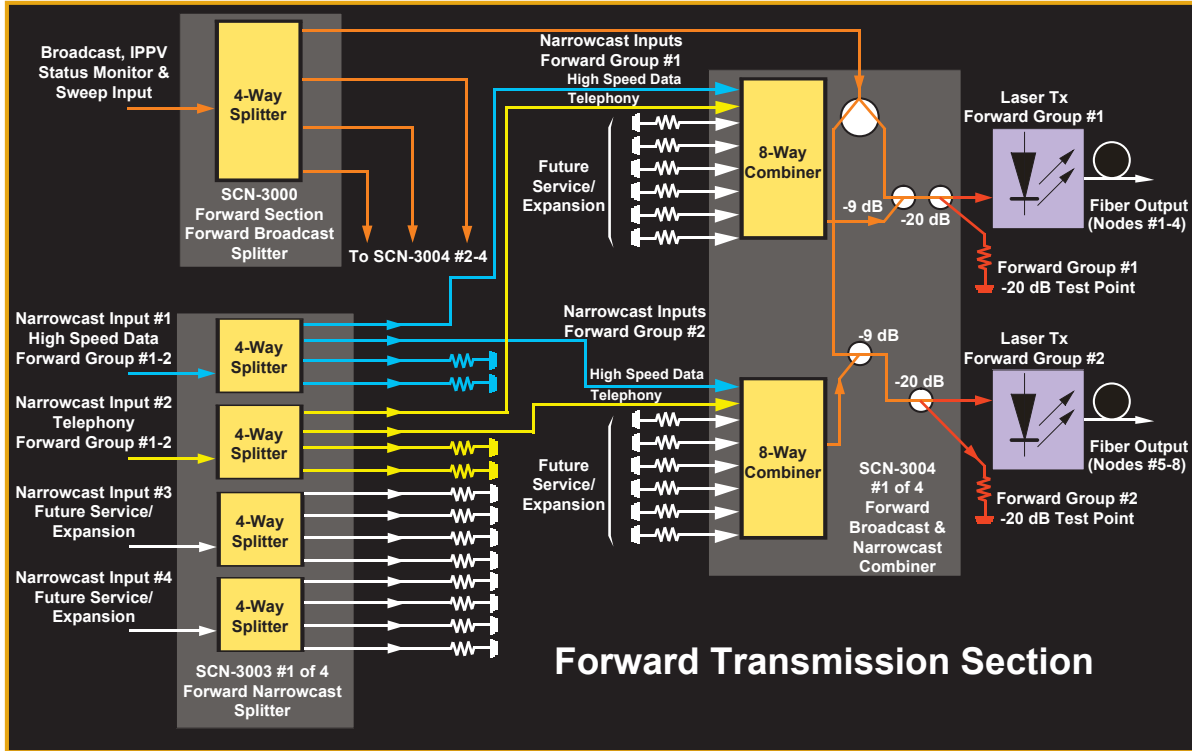 Broadcast, IPPV
Status Monitor &
Sweep Input
4-Way
Splitter
SCN-3000
Forward Section
Forward Broadcast
Splitter
To SCN-3004 #2-4
Narrowcast Inputs
Forward Group #1
High Speed Data
Telephony
Future
Service/
Expansion
8-Way
Combiner
-9 dB
-20 dB
Laser Tx
Forward Group #1
Fiber Output
(Nodes #1-4)
Forward Group #1
-20 dB Test Point
Narrowcast Input #1
High Speed Data
Forward Group #1-2
4-Way
Splitter
Narrowcast Input #2
Telephony
Forward Group #1-2
4-Way
Splitter
Narrowcast Input #3
Future Service/
Expansion
4-Way
Splitter
Narrowcast Input #4
Future Service/
Expansion
4-Way
Splitter
SCN-3003 #1 of 4
Forward Narrowcast
Splitter
Narrowcast Inputs
Forward Group #2
High Speed Data
Telephony
Future
Service/
Expansion
8-Way
Combiner
-9 dB
-20 dB
SCN-3004
#1 of 4
Forward
Broadcast &
Narrowcast
Combiner
Laser Tx
Forward Group #2
Fiber Output
(Nodes #5-8)
Forward Group #2
-20 dB Test Point
Forward Transmission Section